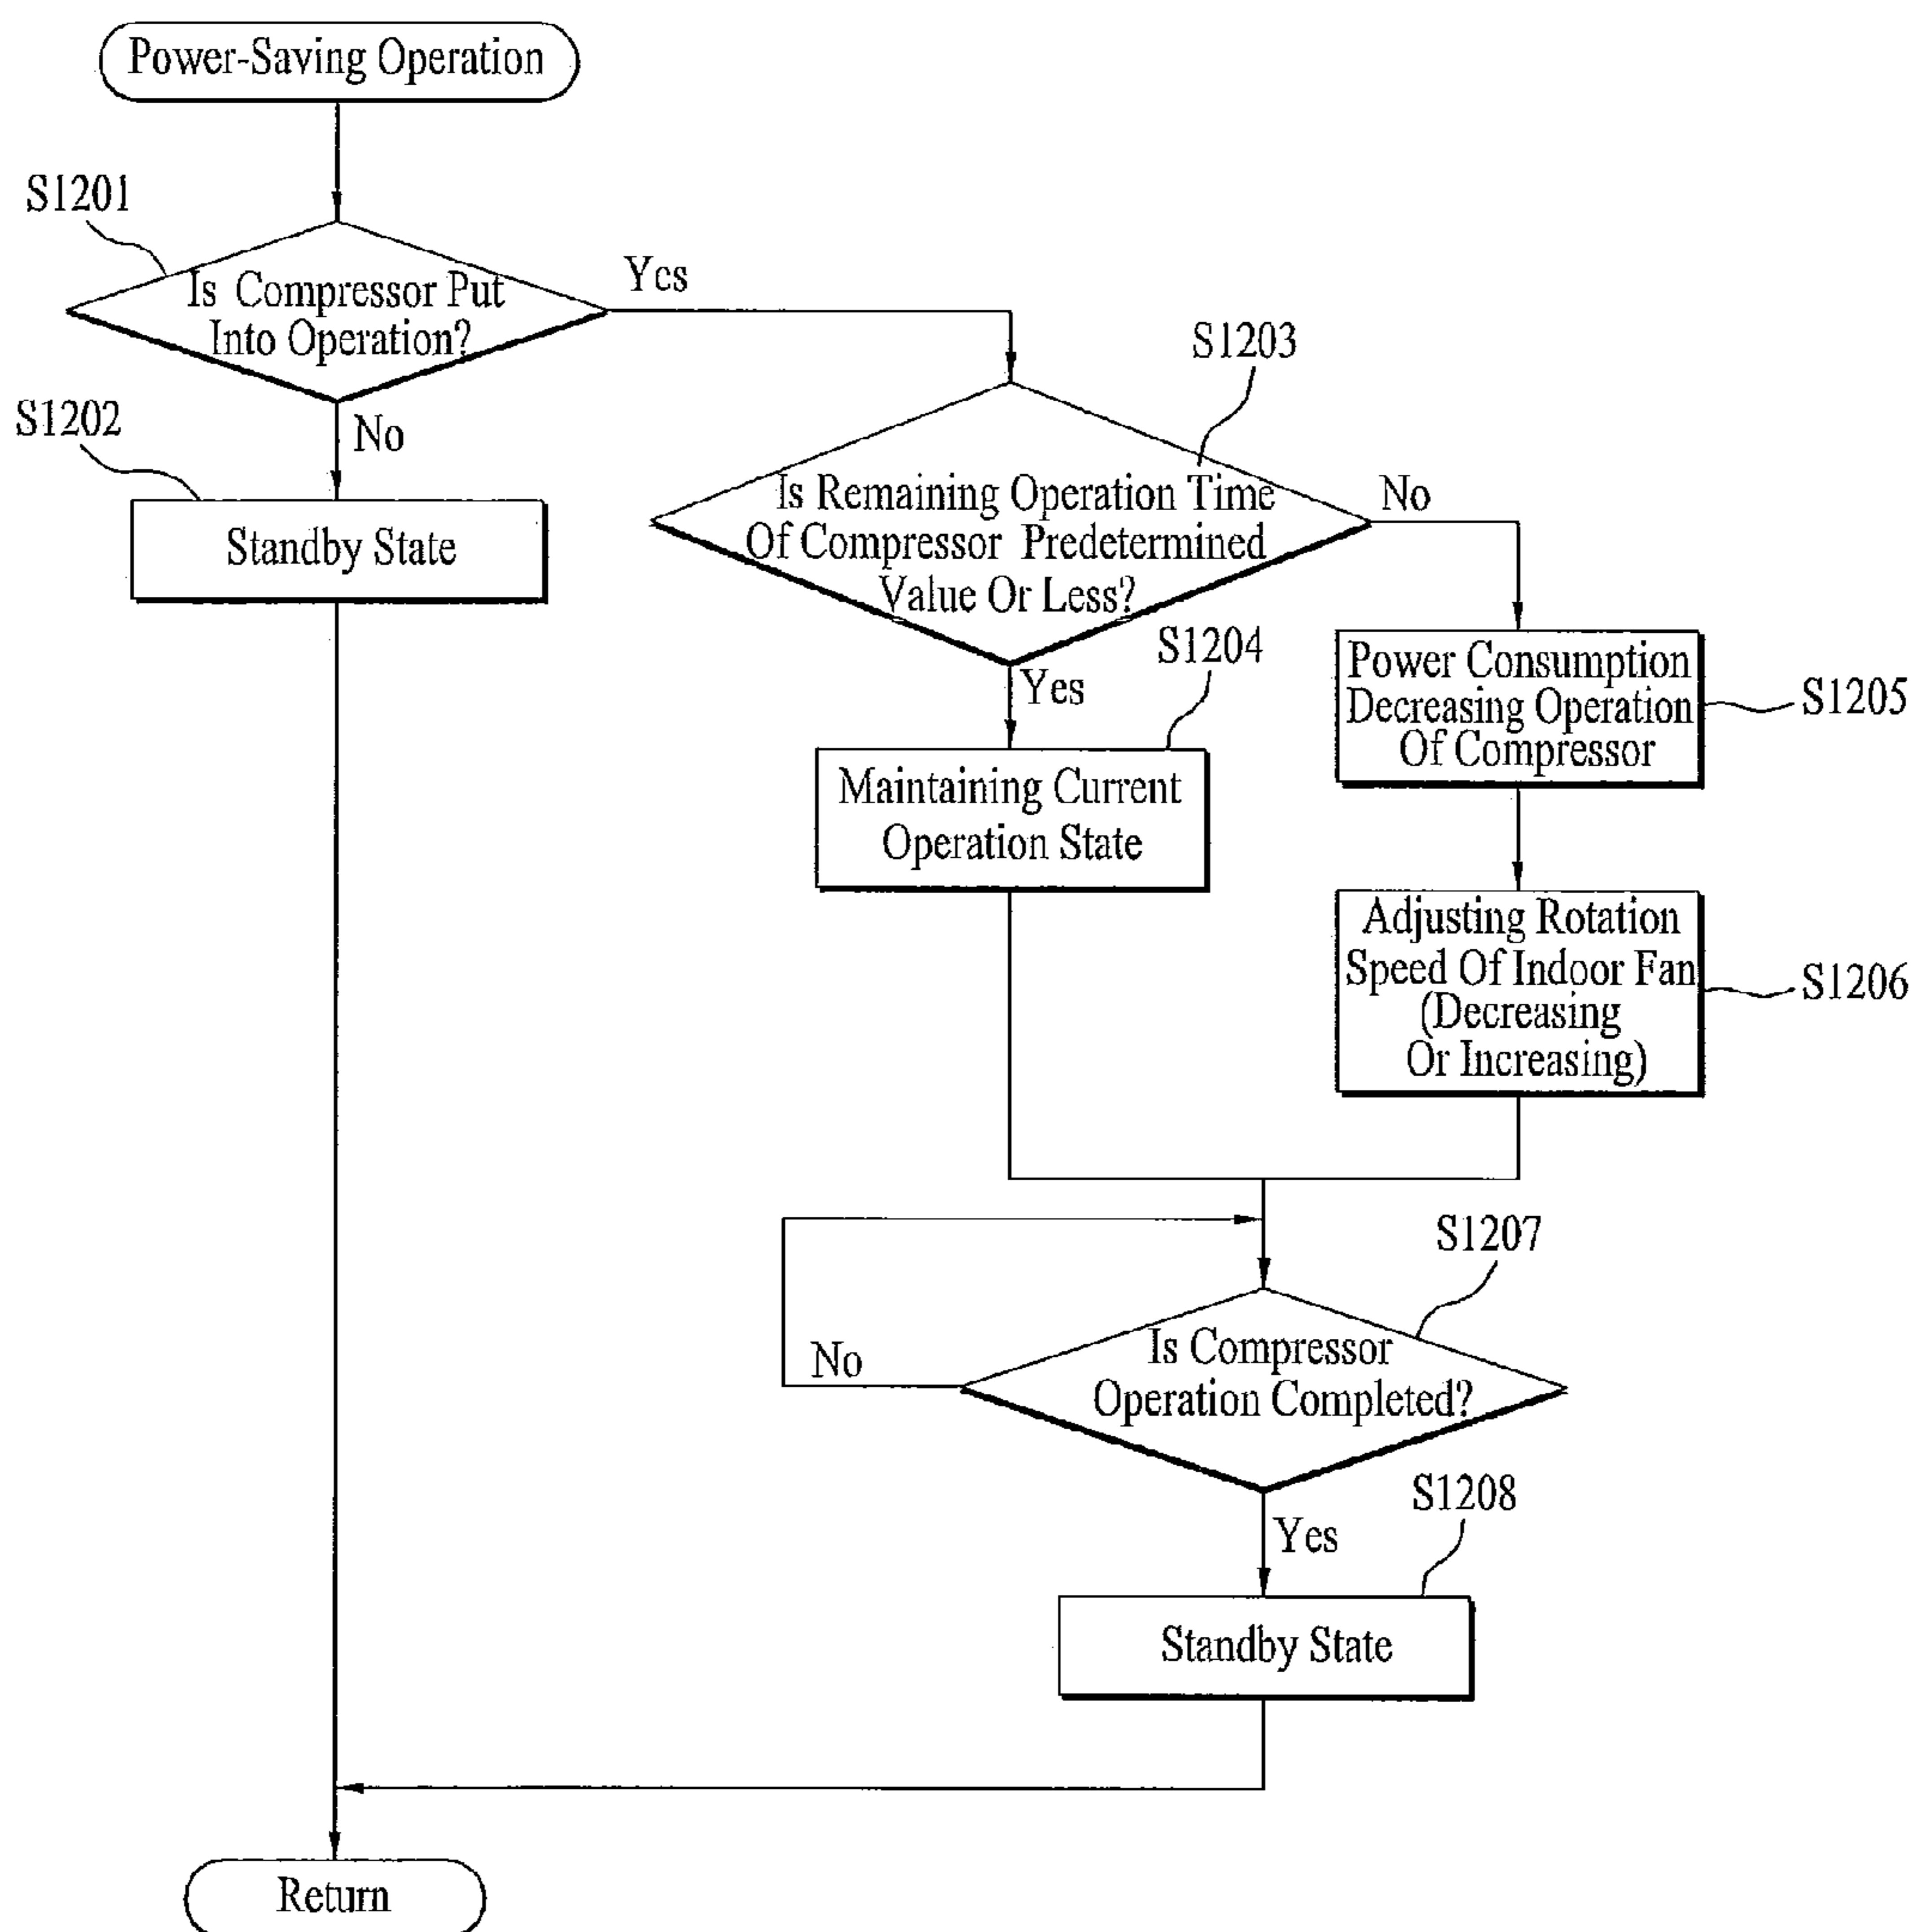 Power-Saving Operation
S1201
Is Compressor Put
Into Operation?
Yes
No
S1202
Standby State
S1203
Is Remaining Operation Time
Of Compressor Predetermined
Value Or Less?
No
Yes
S1204
Maintaining Current
Operation State
Power Consumption
Decreasing Operation
Of Compressor
S1205
Adjusting Rotation
Speed Of Indoor Fan
(Decreasing
Or Increasing)
S1206
S1207
Is Compressor
Operation Completed?
No
Yes
S1208
Standby State
Return